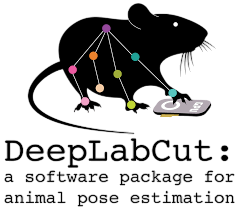 DeepLabCut:
a software package for
animal pose estimation